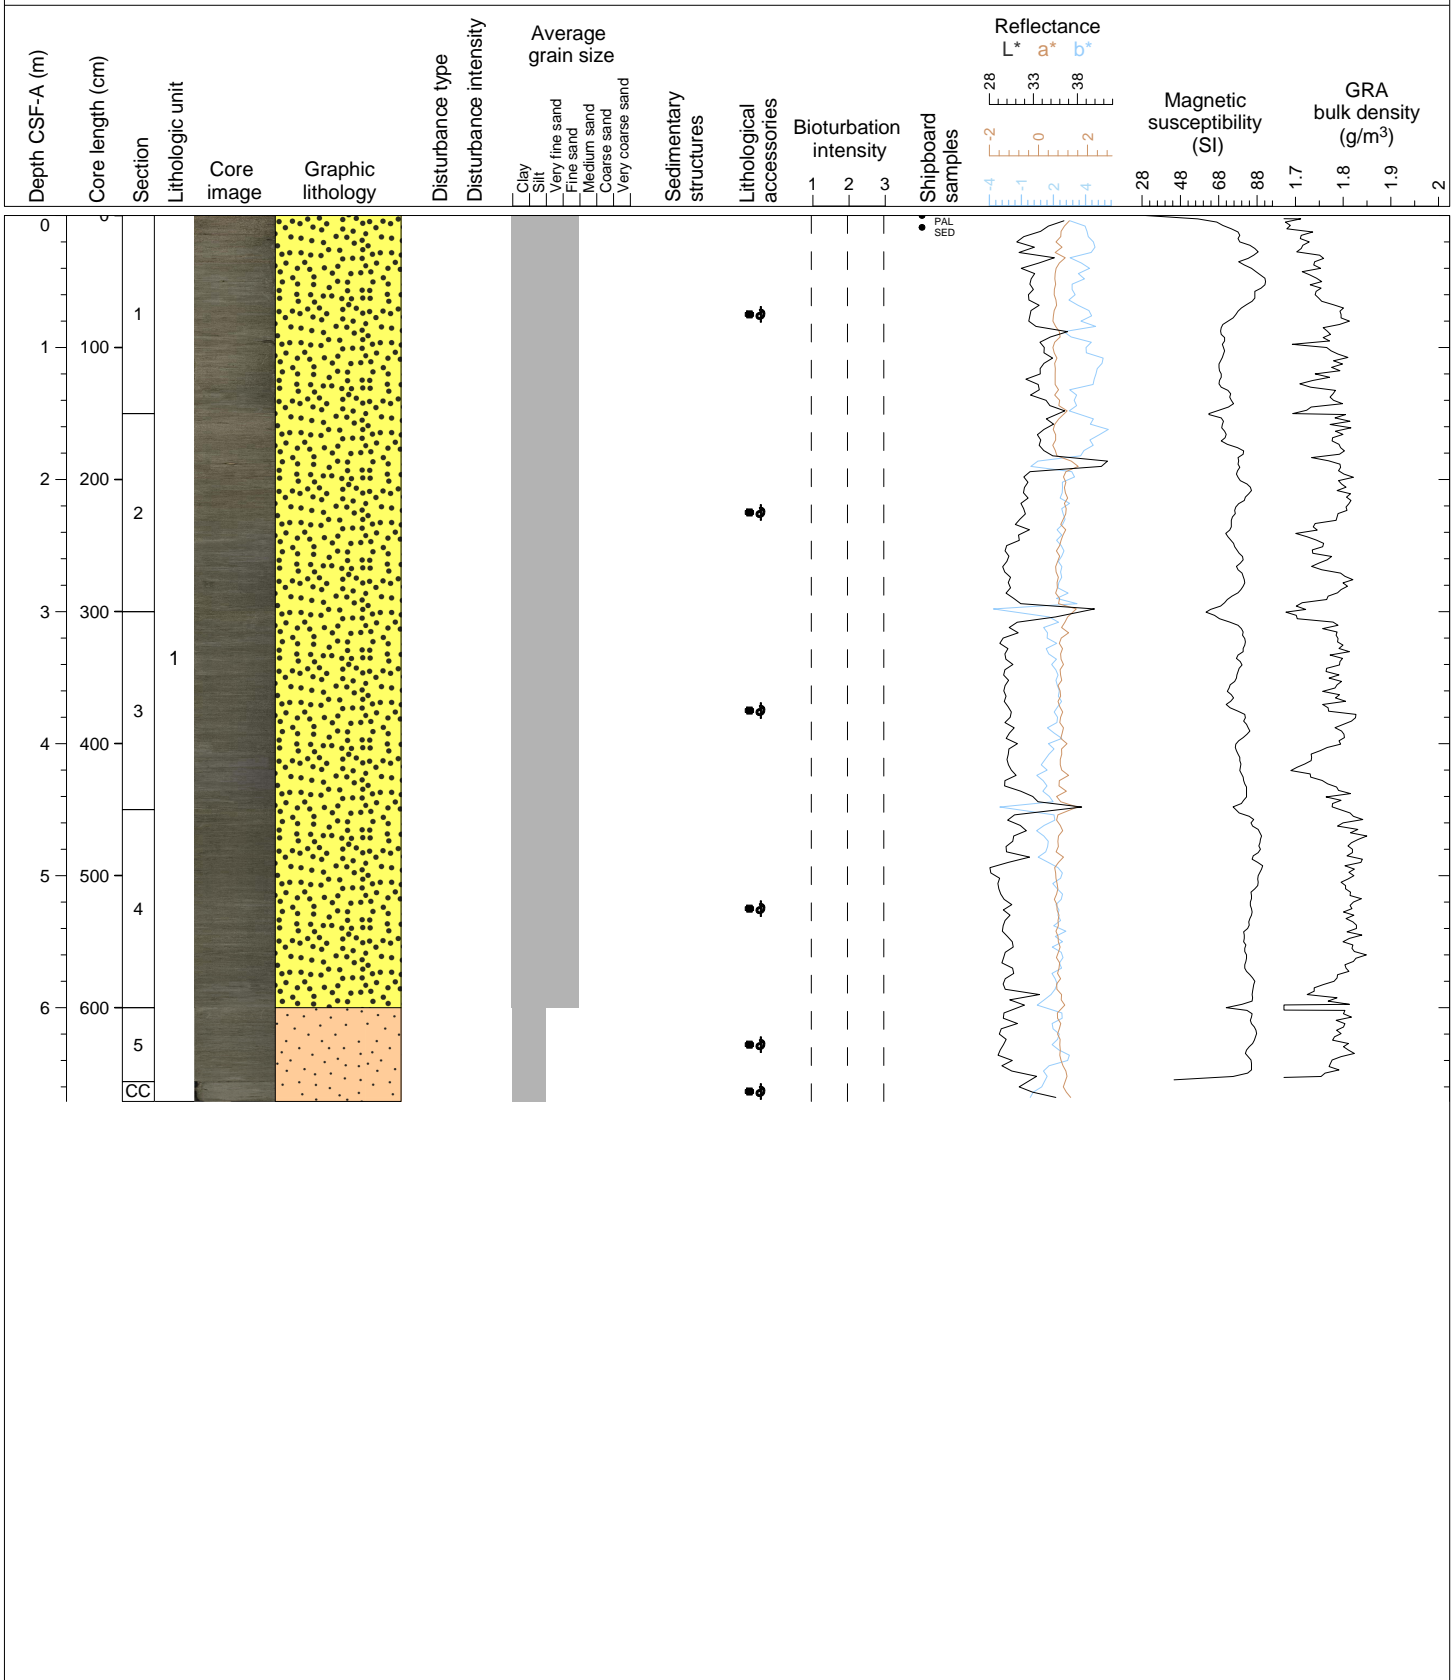 Depth CSF-A (m)
Core length (cm)
Section
Lithologic unit
Core
image
Graphic
lithology
Disturbance type
Disturbance intensity
Average
grain size
Clay
Silt
Very fine sand
Fine sand
Medium sand
Coarse sand
Very coarse sand
Sedimentary
structures
Lithological
accessories
Bioturbation
intensity
1 2 3
Shipboard
samples
Reflectance
L* a* b*
28 33 38
-2 0 2
-4 -1 2 4
Magnetic
susceptibility
(SI)
28 48 68 88
GRA
bulk density
(g/m3)
1.7 1.8 1.9 2
0 0
PAL
SED
1
1 100
2 200
2
3 300
1
3
4 400
5 500
4
6 600
5
CC